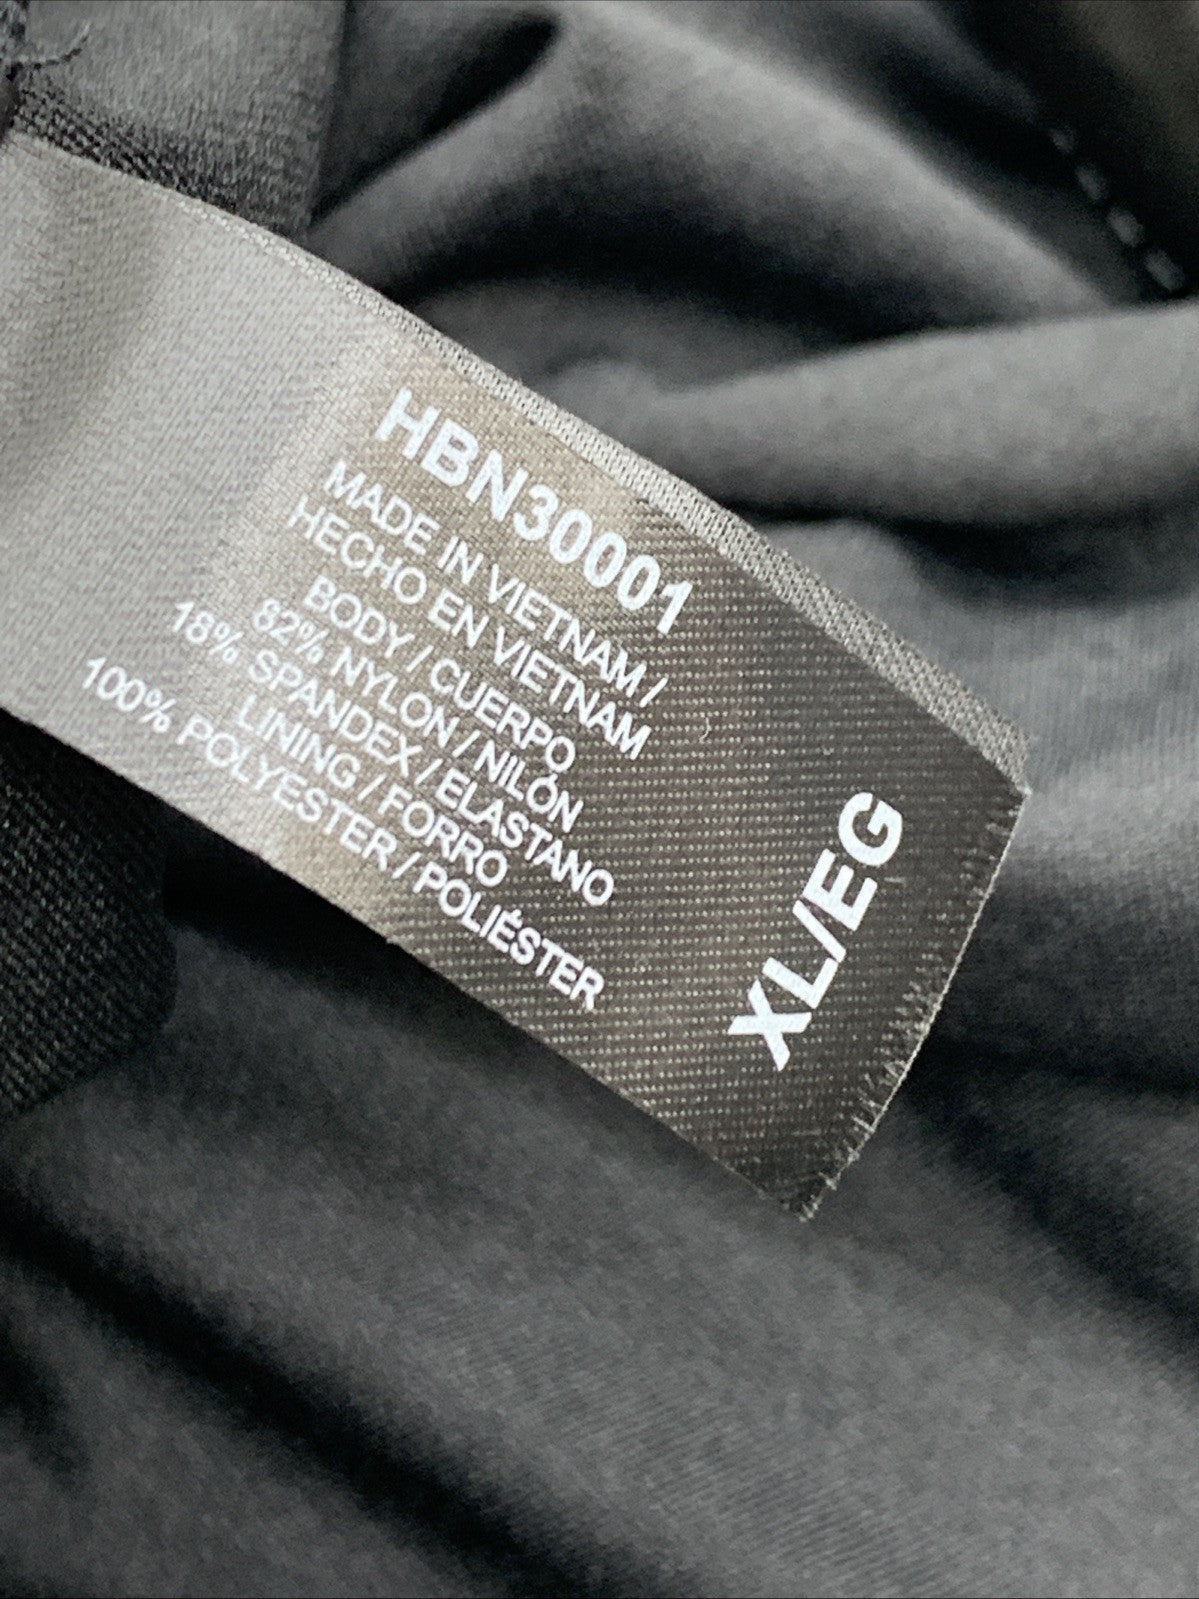 HBN30001
MADE IN VIETNAM /
HECHO EN VIETNAM
BODY / CUERPO
82% NYLON / NILÓN
18% SPANDEX / ELASTANO
LINING / FORRO
100% POLYESTER / POLIÉSTER
XL/EG